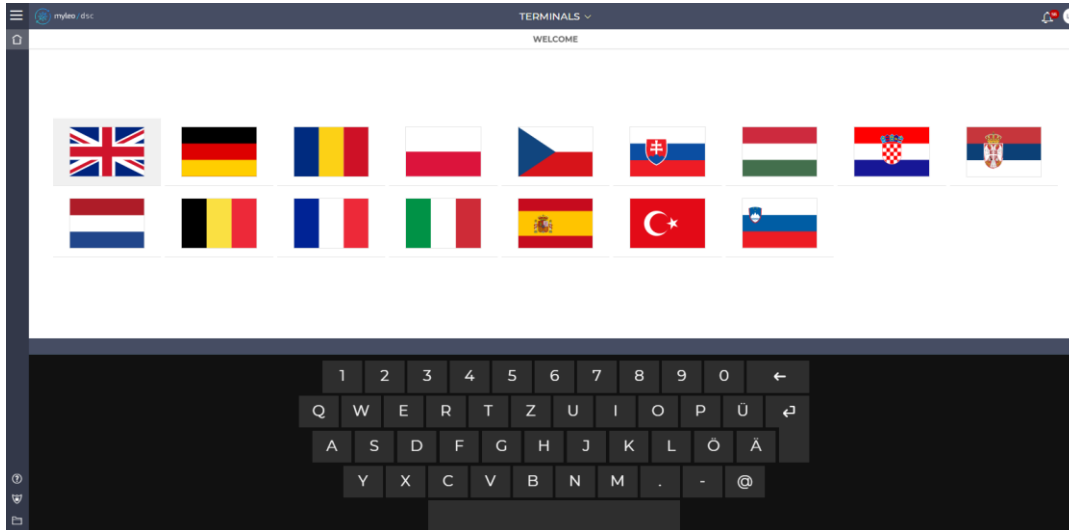 myleo / dsc
TERMINALS
WELCOME
1 2 3 4 5 6 7 8 9 0 ←
Q W E R T Z U I O P Ü
A S D F G H J K L Ö Ä
Y X C V B N M . - @